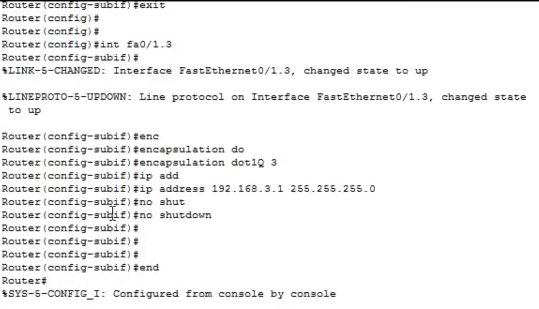 Router(config-subif)#exit
Router(config)#
Router(config)#
Router(config)#int fa0/1.3
Router(config-subif)#
%LINK-5-CHANGED: Interface FastEthernet0/1.3, changed state to up
%LINEPROTO-5-UPDOWN: Line protocol on Interface FastEthernet0/1.3, changed state
to up
Router(config-subif)#enc
Router(config-subif)#encapsulation do
Router(config-subif)#encapsulation dot1Q 3
Router(config-subif)#ip add
Router(config-subif)#ip address 192.168.3.1 255.255.255.0
Router(config-subif)#no shut
Router(config-subif)#no shutdown
Router(config-subif)#
Router(config-subif)#
Router(config-subif)#
Router(config-subif)#end
Router#
%SYS-5-CONFIG_I: Configured from console by console